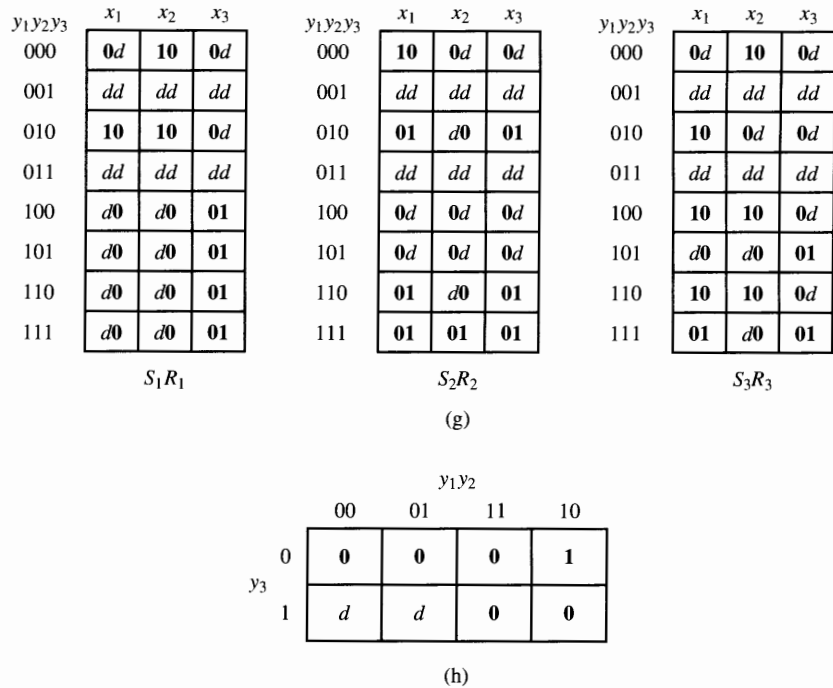 x1 x2 x3 x1 x2 x3 x1 x2 x3
y1y2y3 y1y2y3 y1y2y3
000 0d 10 0d 000 10 0d 0d 000 0d 10 0d
001 dd dd dd 001 dd dd dd 001 dd dd dd
010 10 10 0d 010 01 d0 01 010 10 0d 0d
011 dd dd dd 011 dd dd dd 011 dd dd dd
100 d0 d0 01 100 0d 0d 0d 100 10 10 0d
101 d0 d0 01 101 0d 0d 0d 101 d0 d0 01
110 d0 d0 01 110 01 d0 01 110 10 10 0d
111 d0 d0 01 111 01 01 01 111 01 d0 01
S1R1 S2R2 S3R3
(g)
y1y2
00 01 11 10
0 0 0 0 1
y3
1 d d 0 0
(h)